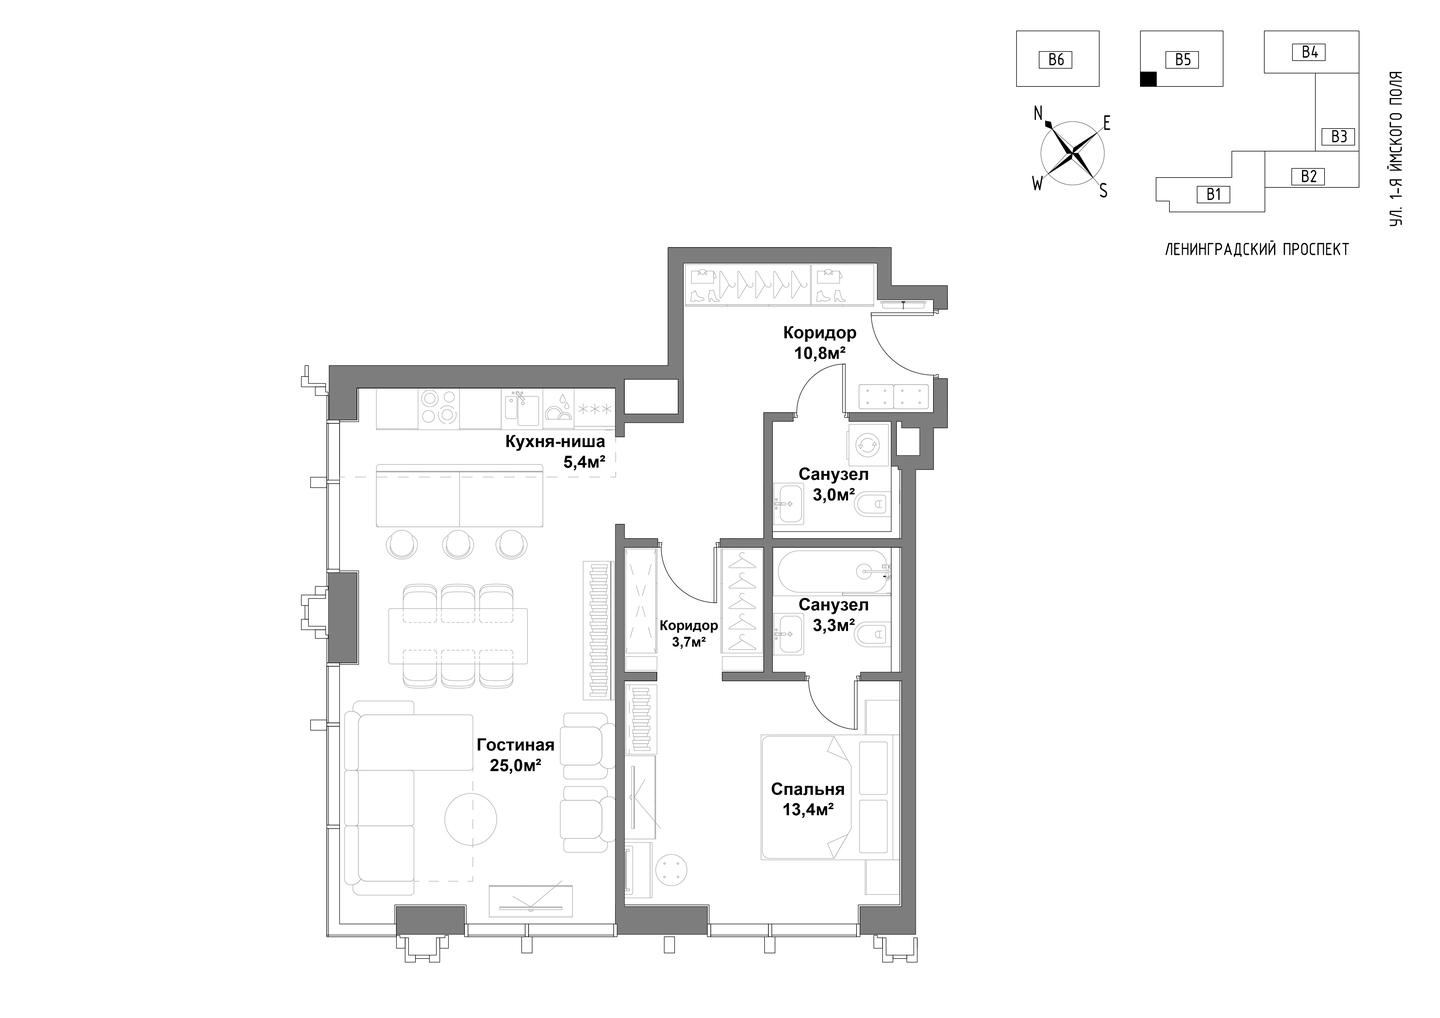 B6
B5
B4
N
E
W
S
B3
B2
B1
УЛ. 1-Я ЯМСКОГО ПОЛЯ
ЛЕНИНГРАДСКИЙ ПРОСПЕКТ
Коридор
10,8м²
Кухня-ниша
5,4м²
Санузел
3,0м²
Санузел
3,3м²
Коридор
3,7м²
Гостиная
25,0м²
Спальня
13,4м²